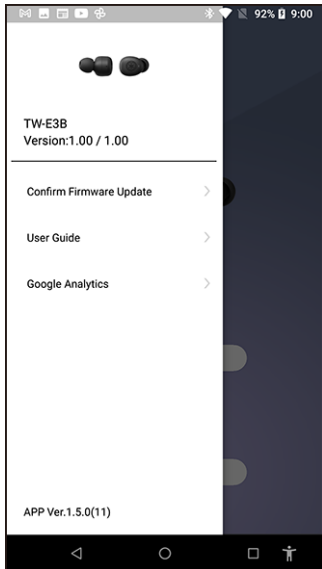 92% 9:00
TW-E3B
Version:1.00 / 1.00
Confirm Firmware Update
User Guide
Google Analytics
APP Ver.1.5.0(11)